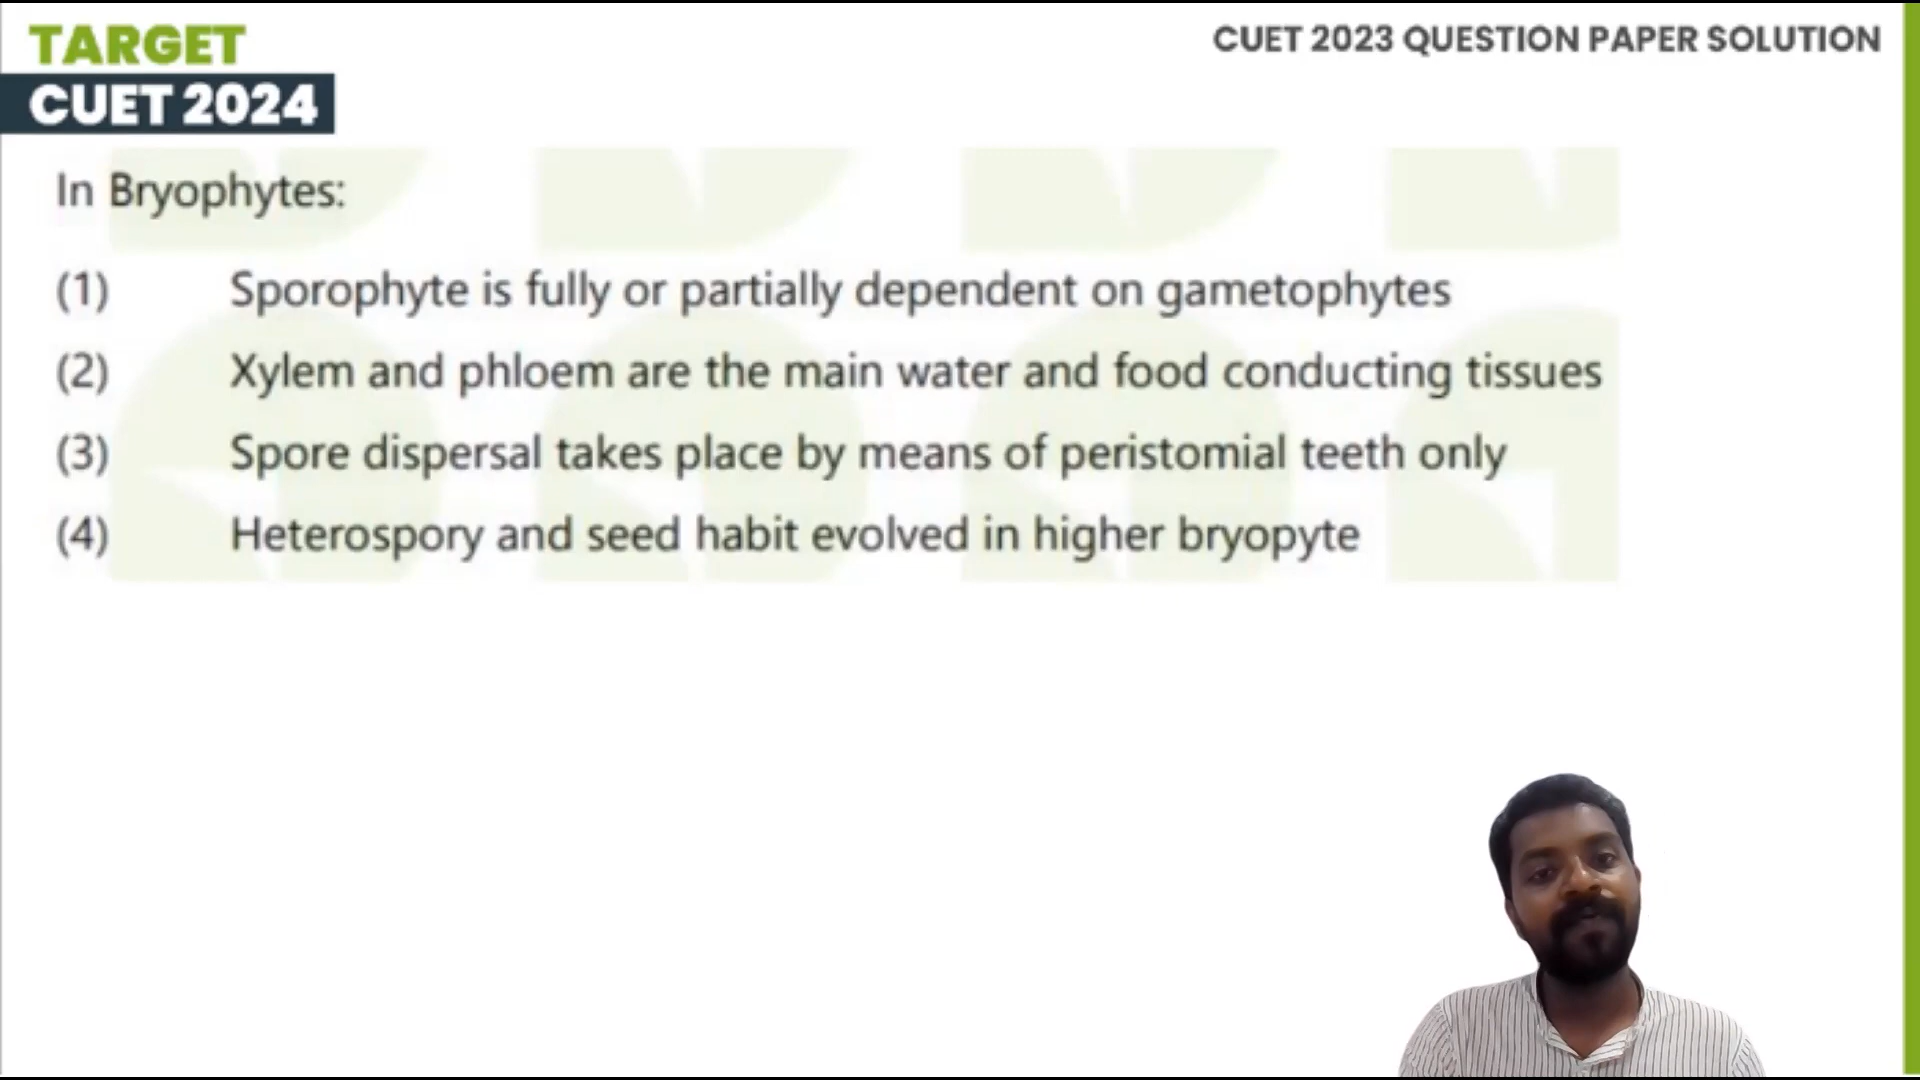 TARGET
CUET 2024
CUET 2023 QUESTION PAPER SOLUTION
In Bryophytes:
(1) Sporophyte is fully or partially dependent on gametophytes
(2) Xylem and phloem are the main water and food conducting tissues
(3) Spore dispersal takes place by means of peristomial teeth only
(4) Heterospory and seed habit evolved in higher bryopyte